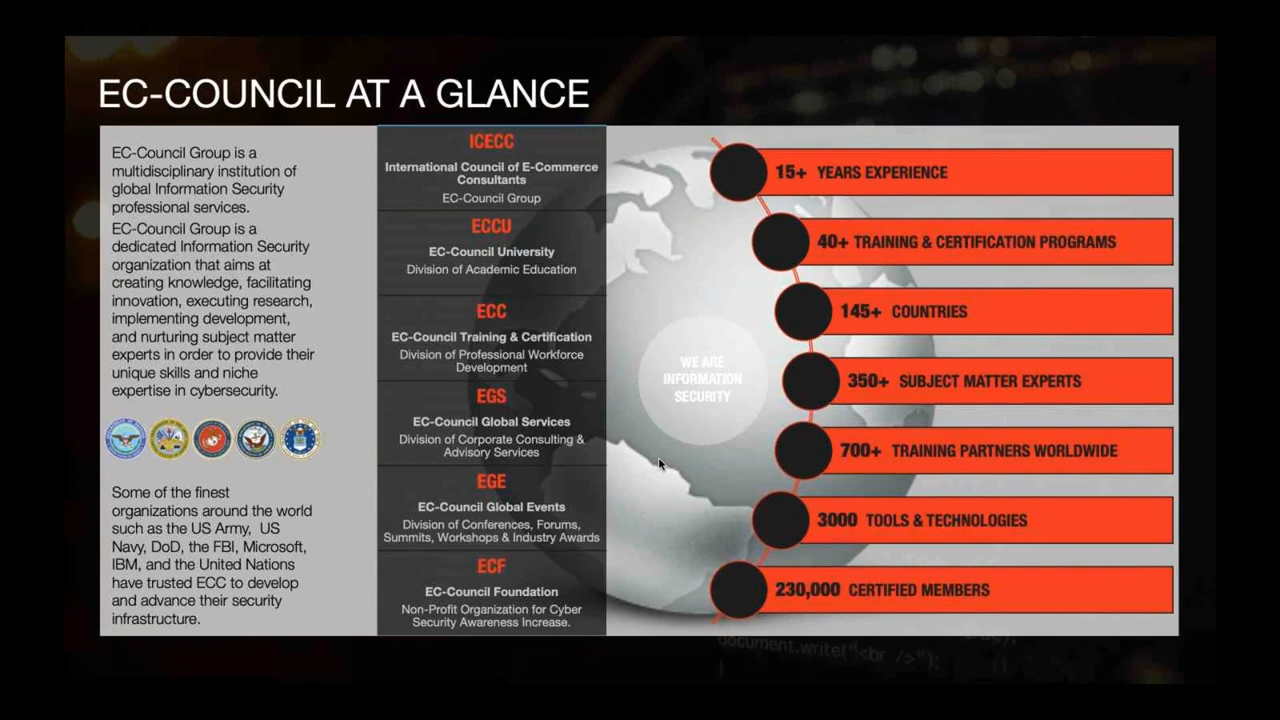 EC-COUNCIL AT A GLANCE
EC-Council Group is a
multidisciplinary institution of
global Information Security
professional services.
EC-Council Group is a
dedicated Information Security
organization that aims at
creating knowledge, facilitating
innovation, executing research,
implementing development,
and nurturing subject matter
experts in order to provide their
unique skills and niche
expertise in cybersecurity.
Some of the finest
organizations around the world
such as the US Army, US
Navy, DoD, the FBI, Microsoft,
IBM, and the United Nations
have trusted ECC to develop
and advance their security
infrastructure.
ICECC
International Council of E-Commerce
Consultants
EC-Council Group
ECCU
EC-Council University
Division of Academic Education
ECC
EC-Council Training & Certification
Division of Professional Workforce
Development
EGS
EC-Council Global Services
Division of Corporate Consulting &
Advisory Services
EGE
EC-Council Global Events
Division of Conferences, Forums,
Summits, Workshops & Industry Awards
ECF
EC-Council Foundation
Non-Profit Organization for Cyber
Security Awareness Increase.
WE ARE
INFORMATION
SECURITY
15+ YEARS EXPERIENCE
40+ TRAINING & CERTIFICATION PROGRAMS
145+ COUNTRIES
350+ SUBJECT MATTER EXPERTS
700+ TRAINING PARTNERS WORLDWIDE
3000 TOOLS & TECHNOLOGIES
230,000 CERTIFIED MEMBERS
document.write("<br />");